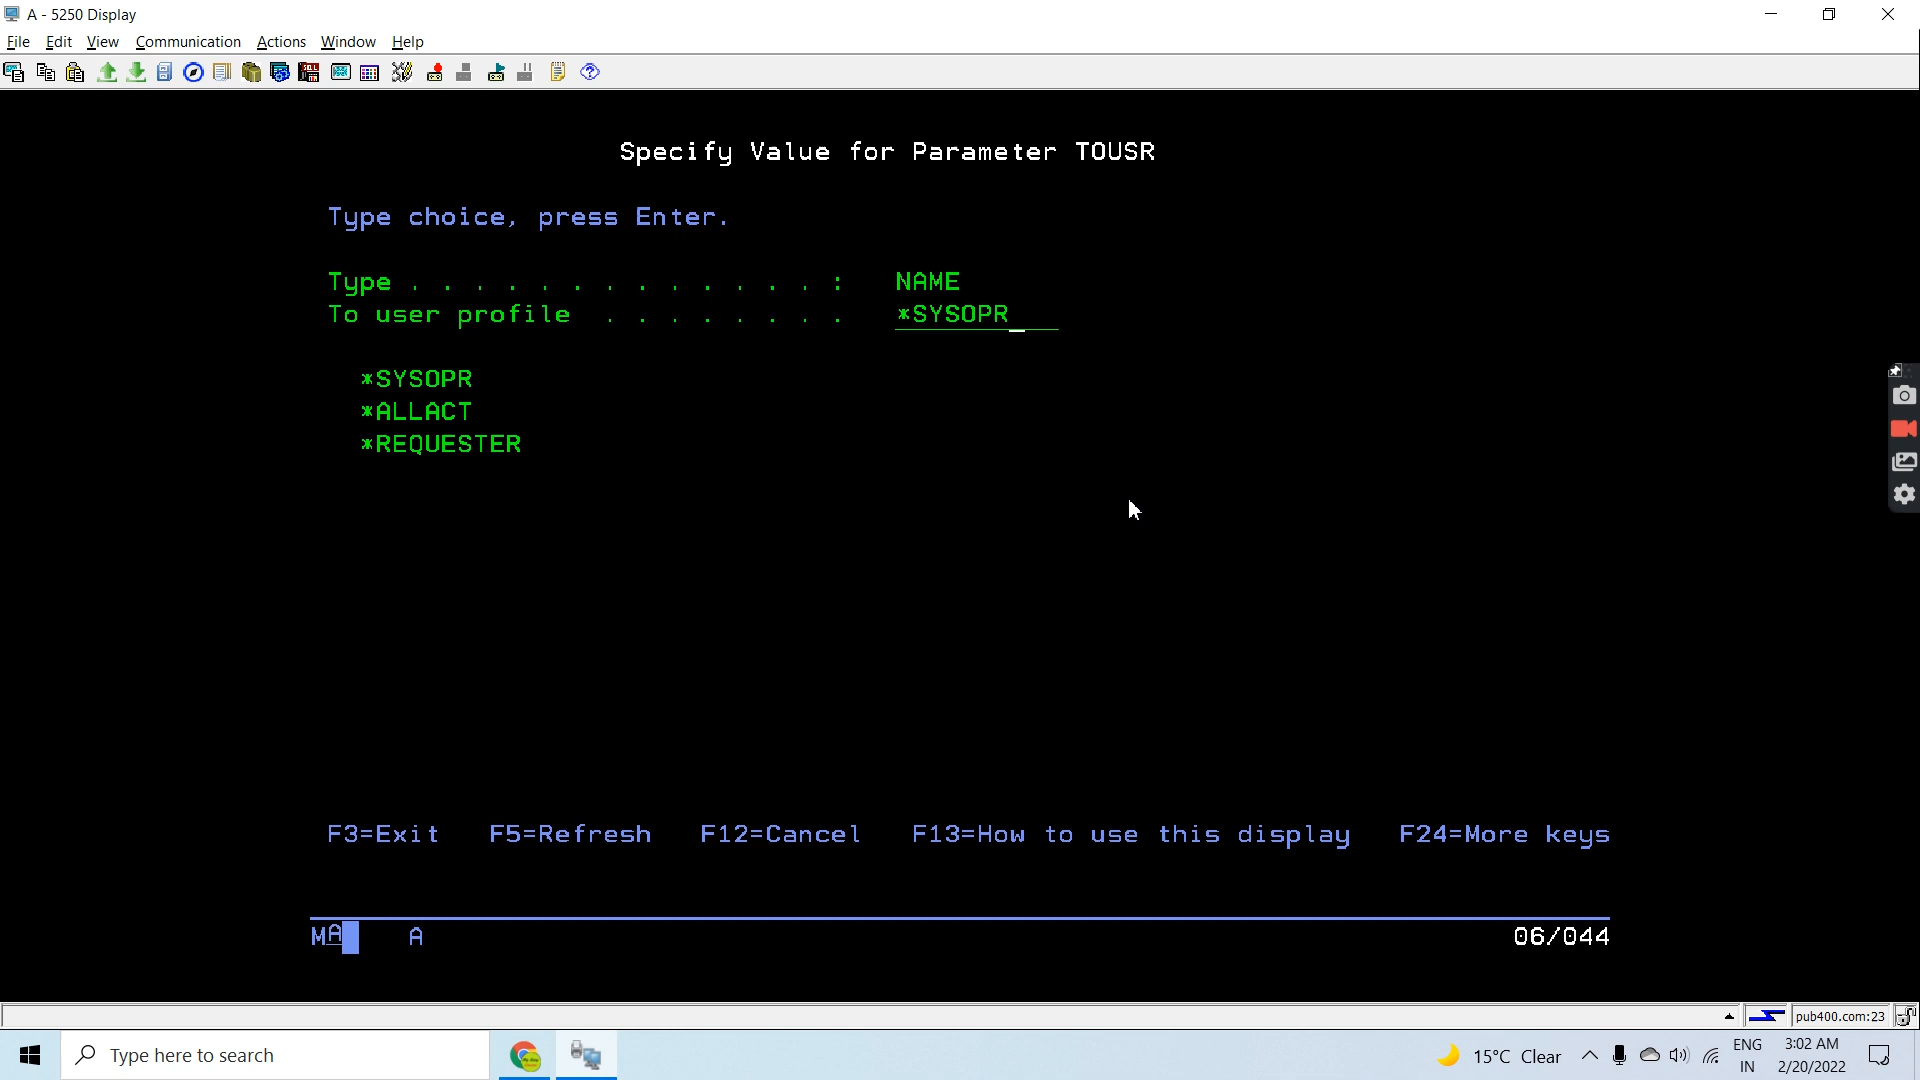 A - 5250 Display
File Edit View Communication Actions Window Help
Specify Value for Parameter TOUSR
Type choice, press Enter.
Type . . . . . . . . . . . . . : NAME
To user profile . . . . . . . . *SYSOPR_
*SYSOPR
*ALLACT
*REQUESTER
F3=Exit F5=Refresh F12=Cancel F13=How to use this display F24=More keys
MA A 06/044
pub400.com:23
Type here to search
15°C Clear
ENG
IN
3:02 AM
2/20/2022